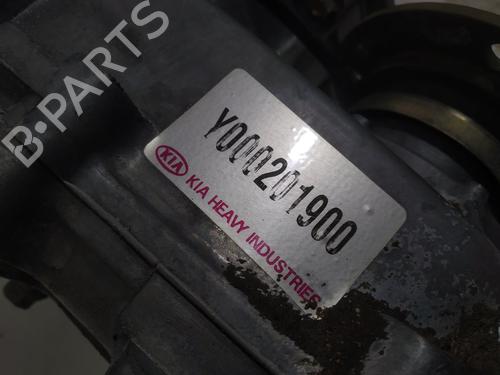 B-PARTS
Y000201900
KIA
KIA HEAVY INDUSTRIES